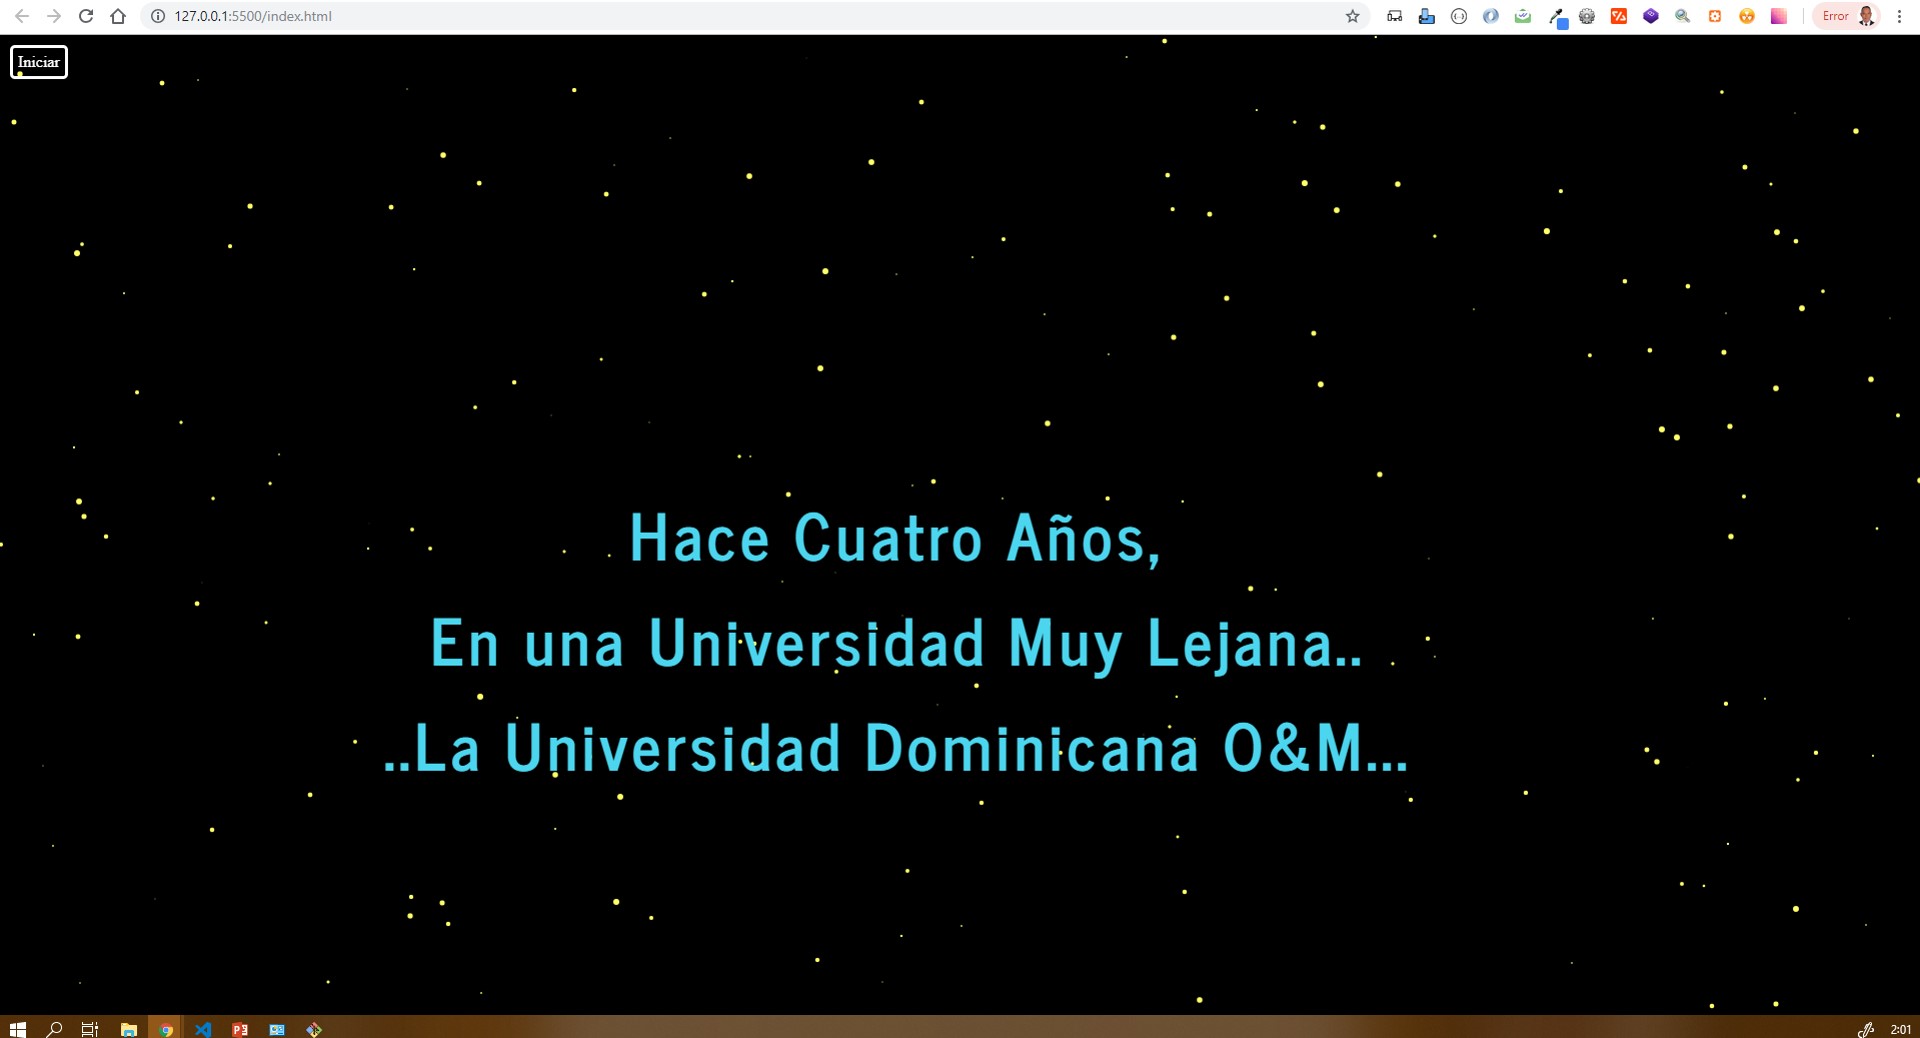 127.0.0.1:5500/index.html
Error
Iniciar
Hace Cuatro Años,
En una Universidad Muy Lejana..
..La Universidad Dominicana O&M...
2:01